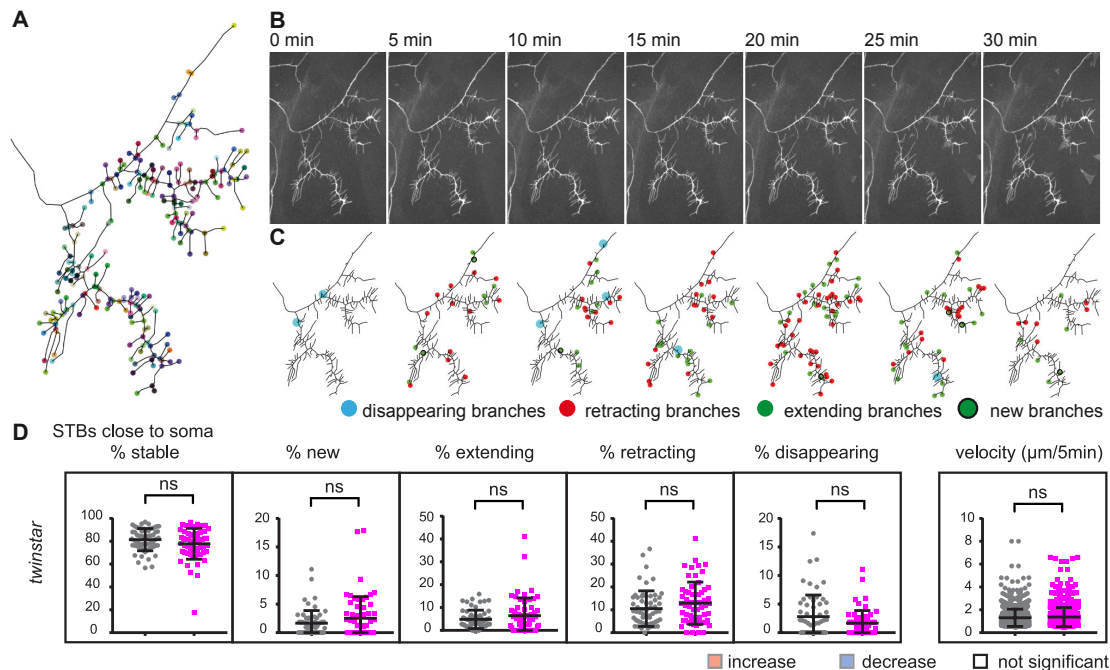 A
B
0 min 5 min 10 min 15 min 20 min 25 min 30 min
C
disappearing branches retracting branches extending branches new branches
D
STBs close to soma
% stable % new % extending % retracting % disappearing velocity (µm/5min)
twinstar
ns ns ns ns ns ns
100 20 50 50 20 10
80 15 40 40 15 8
60 30 30 6
40 10 20 20 10 4
20 5 10 10 5 2
0 0 0 0 0 0
increase decrease not significant